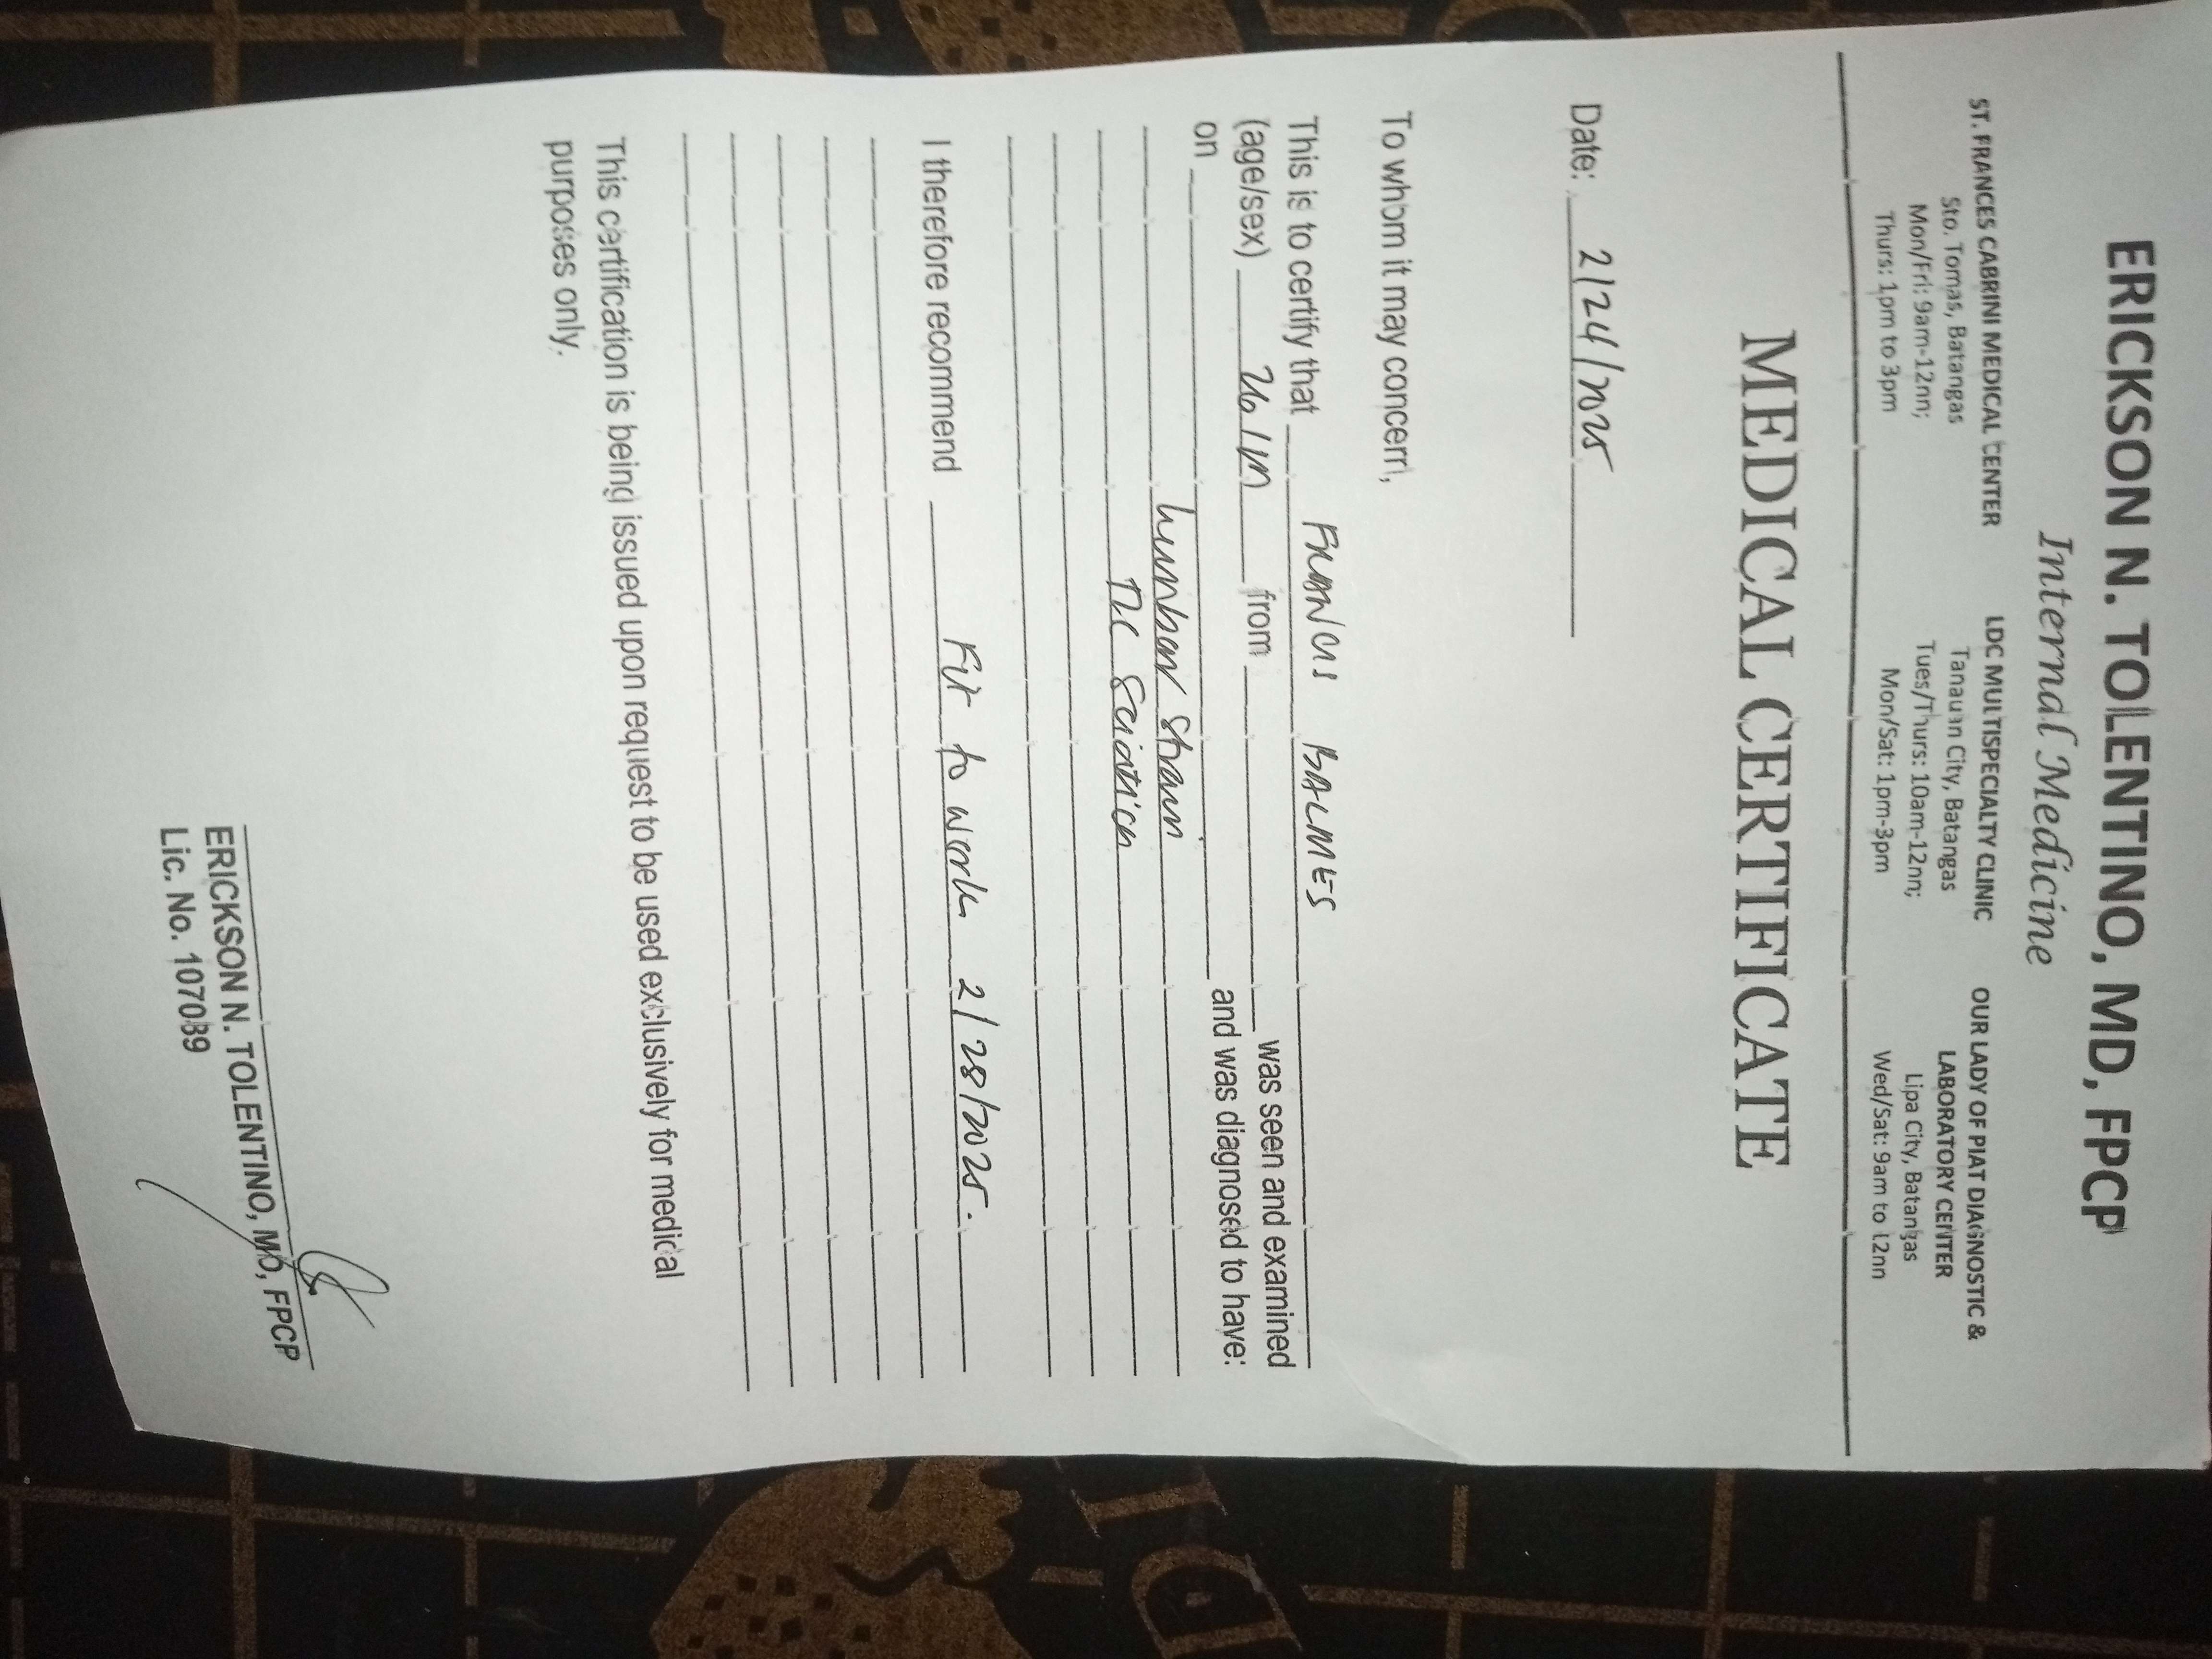 ERICKSON N. TOLENTINO, MD, FPCP
Internal Medicine
ST. FRANCES CABRINI MEDICAL CENTER
Sto. Tomas, Batangas
Mon/Fri: 9am-12nn;
Thurs: 1pm to 3pm
LDC MULTISPECIALTY CLINIC
Tanauan City, Batangas
Tues/Thurs: 10am-12nn;
Mon/Sat: 1pm-3pm
OUR LADY OF PIAT DIAGNOSTIC &
LABORATORY CENTER
Lipa City, Batangas
Wed/Sat: 9am to 12nn
MEDICAL CERTIFICATE
Date: 2/24/2025
To whom it may concern,
This is to certify that FRANCIS BALMES
(age/sex) 26/M from was seen and examined
on and was diagnosed to have:
Lumbar Strain
T/C Sciatica
I therefore recommend Fit to work 2/28/2025.
This certification is being issued upon request to be used exclusively for medical
purposes only.
ERICKSON N. TOLENTINO, MD, FPCP
Lic. No. 107089